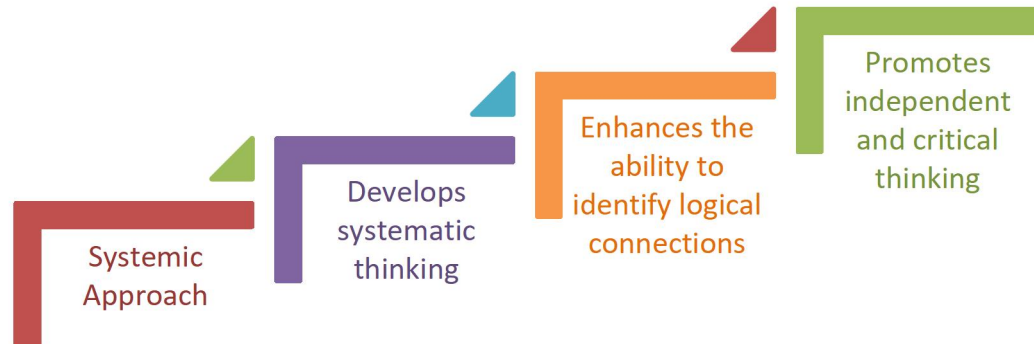 Systemic
Approach
Develops
systematic
thinking
Enhances the
ability to
identify logical
connections
Promotes
independent
and critical
thinking